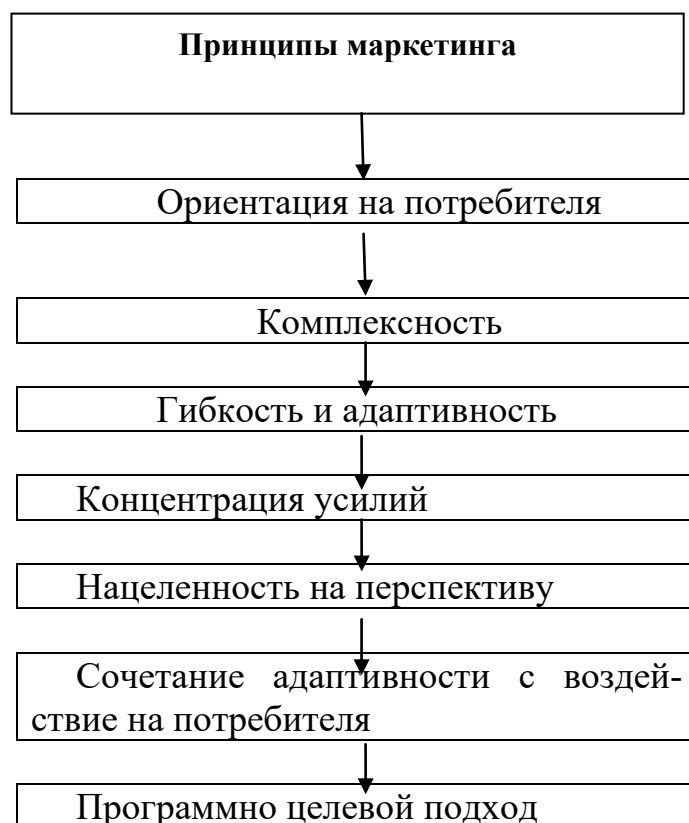 Принципы маркетинга
Ориентация на потребителя
Комплексность
Гибкость и адаптивность
Концентрация усилий
Нацеленность на перспективу
Сочетание адаптивности с воздей-
ствие на потребителя
Программно целевой подход